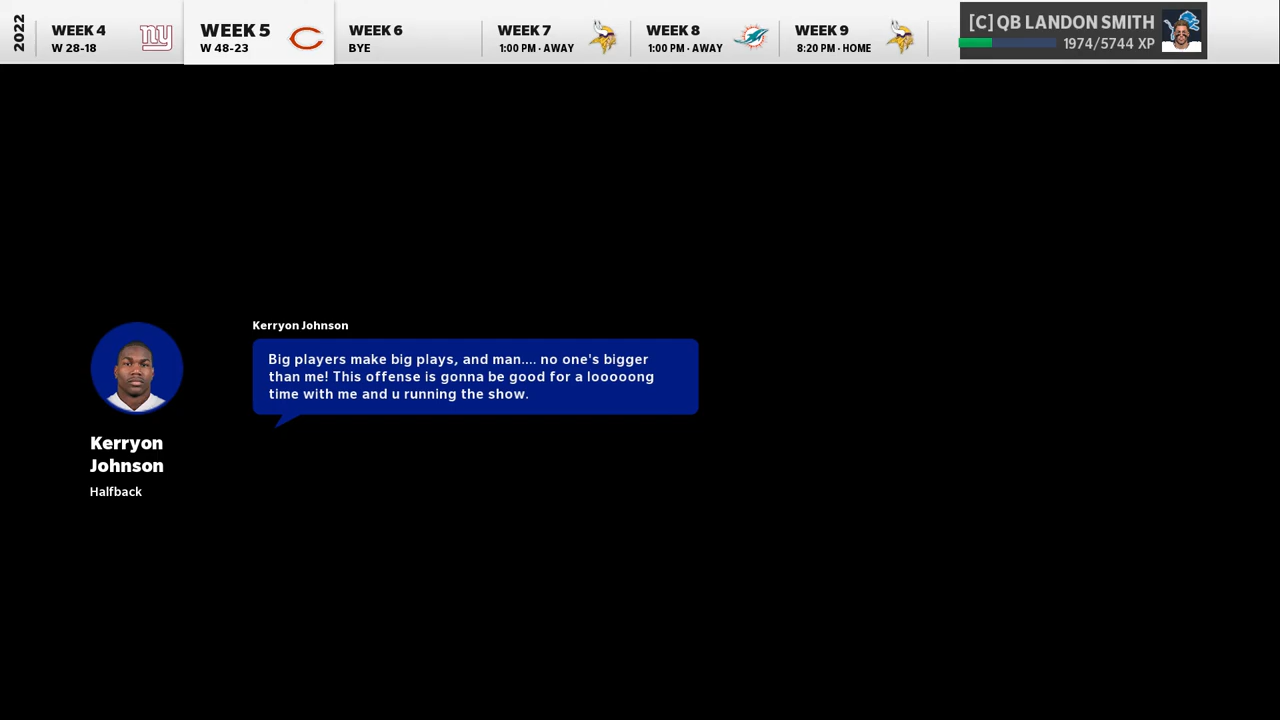 2022
WEEK 4
W 28-18
WEEK 5
W 48-23
WEEK 6
BYE
WEEK 7
1:00 PM · AWAY
WEEK 8
1:00 PM · AWAY
WEEK 9
8:20 PM · HOME
[C] QB LANDON SMITH
1974/5744 XP
Kerryon Johnson
Big players make big plays, and man.... no one's bigger
than me! This offense is gonna be good for a looooong
time with me and u running the show.
Kerryon
Johnson
Halfback